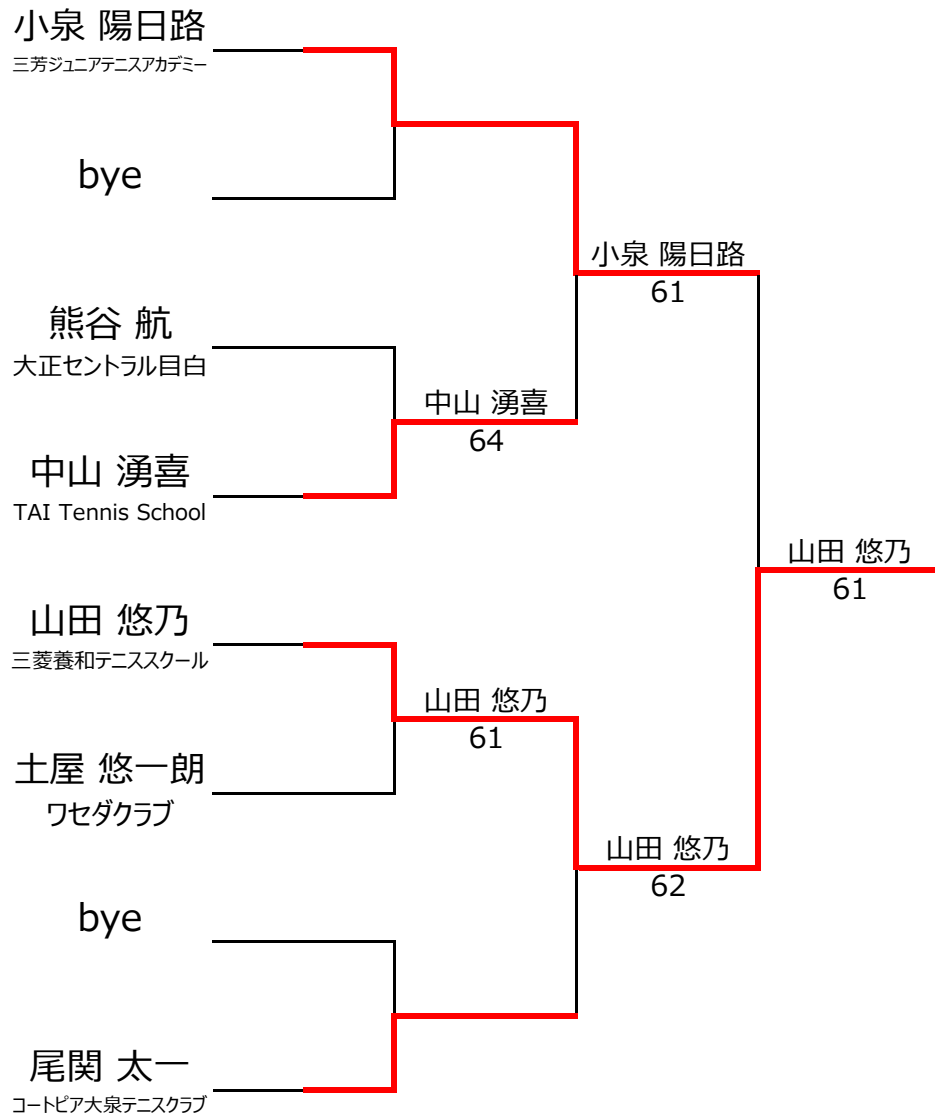 小泉 陽日路
三芳ジュニアテニスアカデミー
bye
熊谷 航
大正セントラル目白
中山 湧喜
TAI Tennis School
山田 悠乃
三菱養和テニススクール
土屋 悠一朗
ワセダクラブ
bye
尾関 太一
コートピア大泉テニスクラブ
中山 湧喜
64
山田 悠乃
61
小泉 陽日路
61
山田 悠乃
62
山田 悠乃
61